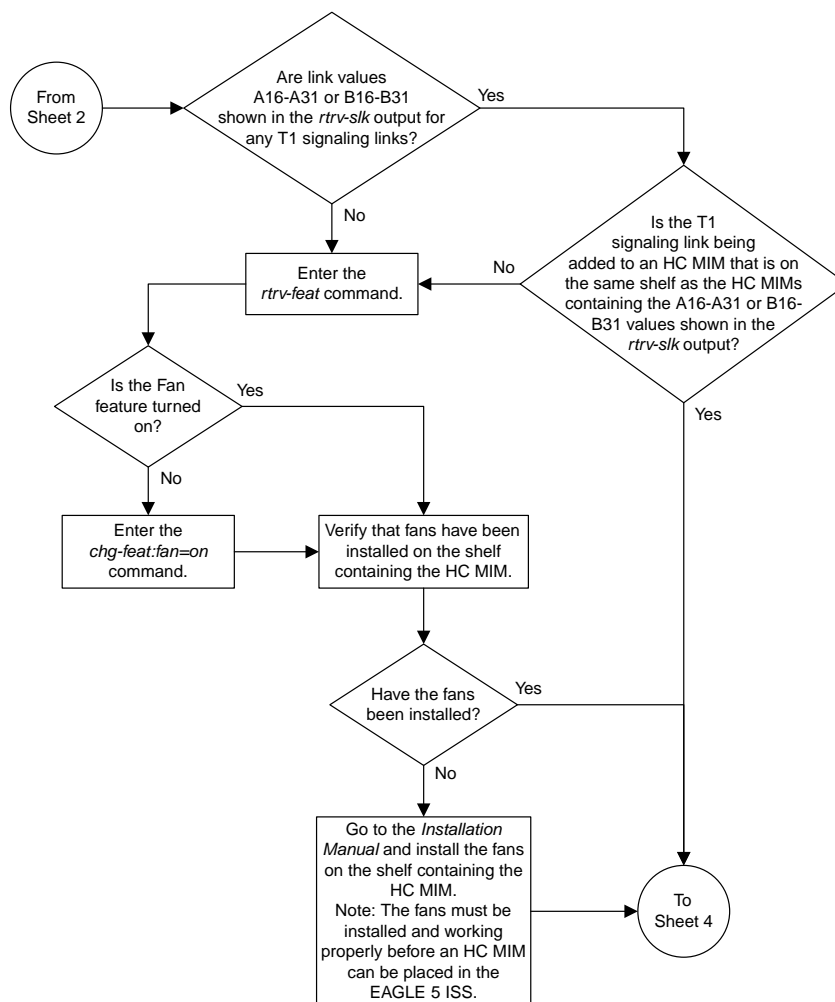 From
Sheet 2
Are link values
A16-A31 or B16-B31
shown in the rtrv-slk output for
any T1 signaling links?
Yes
No
Is the T1
signaling link being
added to an HC MIM that is on
the same shelf as the HC MIMs
containing the A16-A31 or B16-
B31 values shown in the
rtrv-slk output?
No
Yes
Enter the
rtrv-feat command.
Is the Fan
feature turned
on?
Yes
No
Enter the
chg-feat:fan=on
command.
Verify that fans have been
installed on the shelf
containing the HC MIM.
Have the fans
been installed?
Yes
No
Go to the Installation
Manual and install the fans
on the shelf containing the
HC MIM.
Note: The fans must be
installed and working
properly before an HC MIM
can be placed in the
EAGLE 5 ISS.
To
Sheet 4